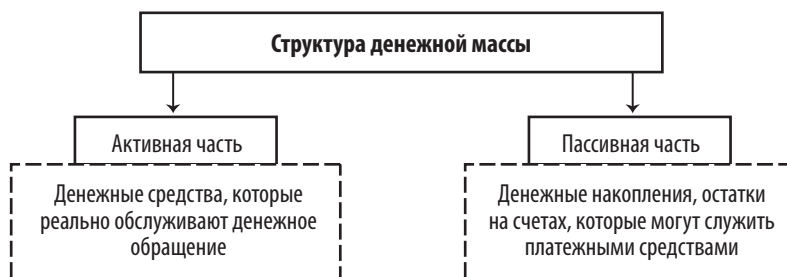 Структура денежной массы
Активная часть
Денежные средства, которые
реально обслуживают денежное
обращение
Пассивная часть
Денежные накопления, остатки
на счетах, которые могут служить
платежными средствами